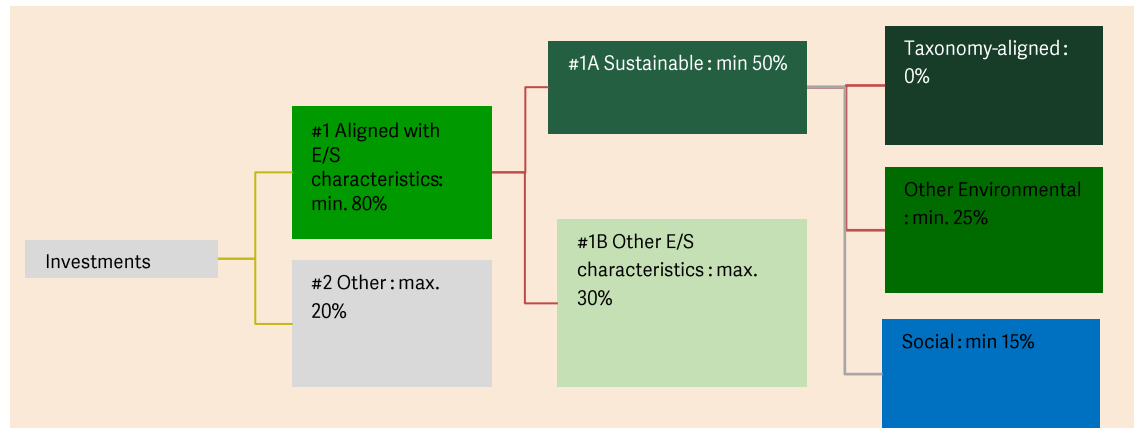 Investments
#1 Aligned with
E/S
characteristics:
min. 80%
#2 Other : max.
20%
#1A Sustainable : min 50%
#1B Other E/S
characteristics : max.
30%
Taxonomy-aligned :
0%
Other Environmental
: min. 25%
Social : min 15%